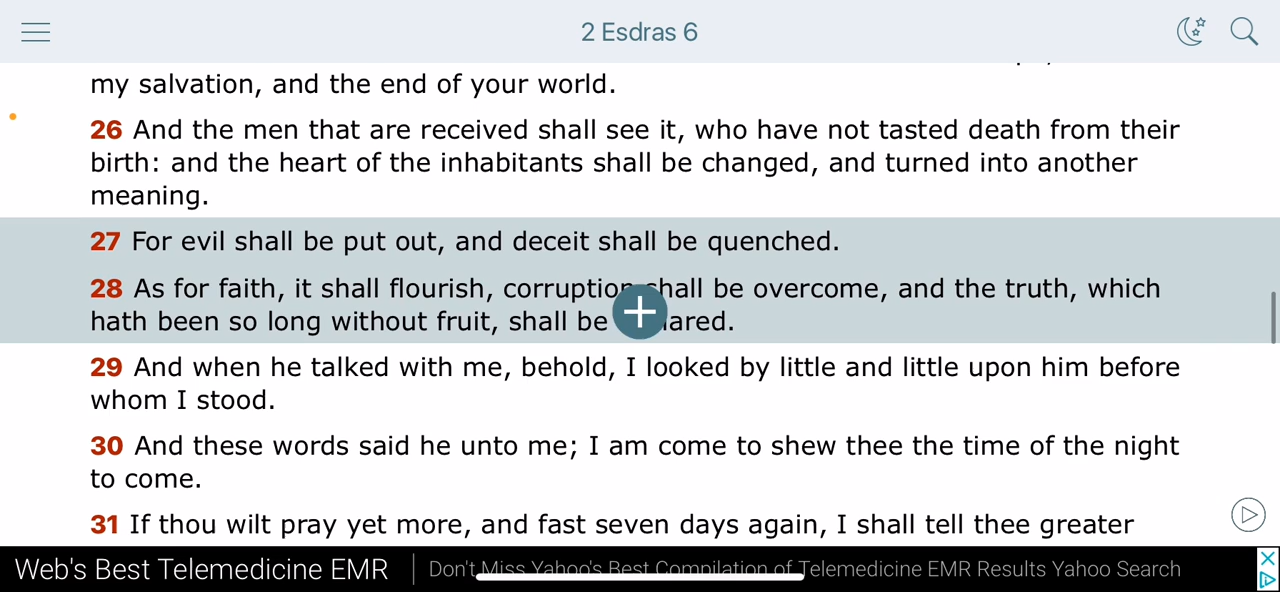 2 Esdras 6
my salvation, and the end of your world.
26 And the men that are received shall see it, who have not tasted death from their
birth: and the heart of the inhabitants shall be changed, and turned into another
meaning.
27 For evil shall be put out, and deceit shall be quenched.
28 As for faith, it shall flourish, corruption shall be overcome, and the truth, which
hath been so long without fruit, shall be
29 And when he talked with me, behold, I looked by little and little upon him before
whom I stood.
30 And these words said he unto me; I am come to shew thee the time of the night
to come.
31 If thou wilt pray yet more, and fast seven days again, I shall tell thee greater
Web's Best Telemedicine EMR
Don't Miss Yahoo's Best Compilation of Telemedicine EMR Results Yahoo Search